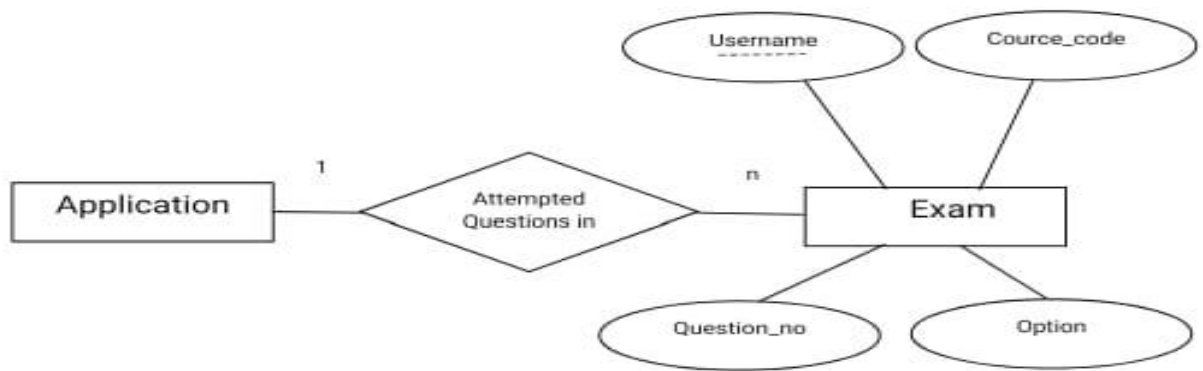 Username
Cource_code
1
n
Application
Attempted
Questions in
Exam
Question_no
Option